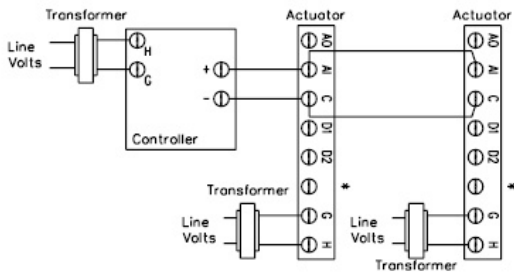 Actuator
Actuator
Transformer
Line
Volts
H
G
+
-
Controller
AO
AI
C
D1
D2
*
G
H
AO
AI
C
D1
D2
*
G
H
Transformer
Line
Volts
Line
Volts
Transformer